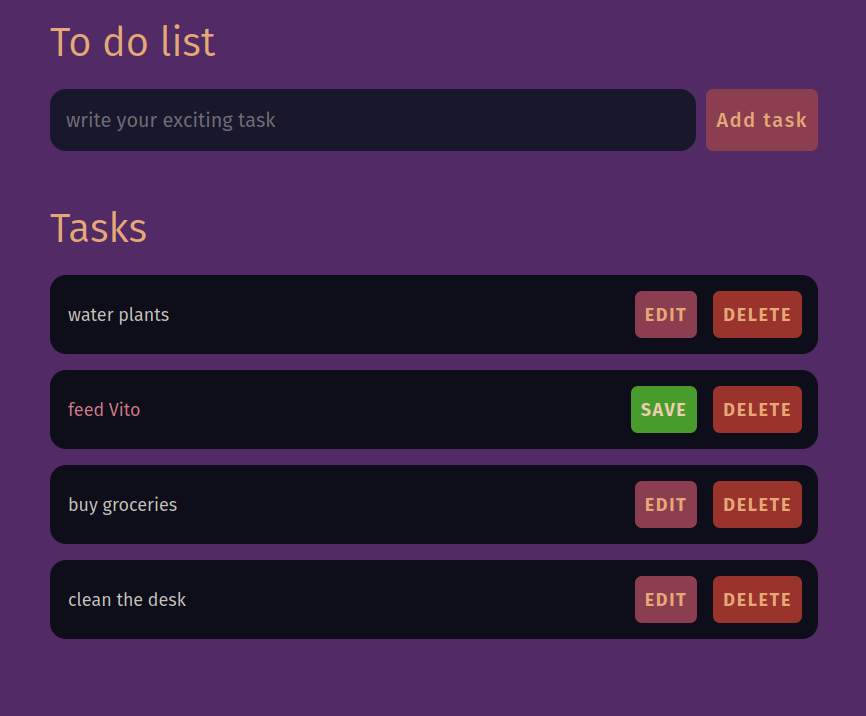 To do list
write your exciting task Add task
Tasks
water plants EDIT DELETE
feed Vito SAVE DELETE
buy groceries EDIT DELETE
clean the desk EDIT DELETE